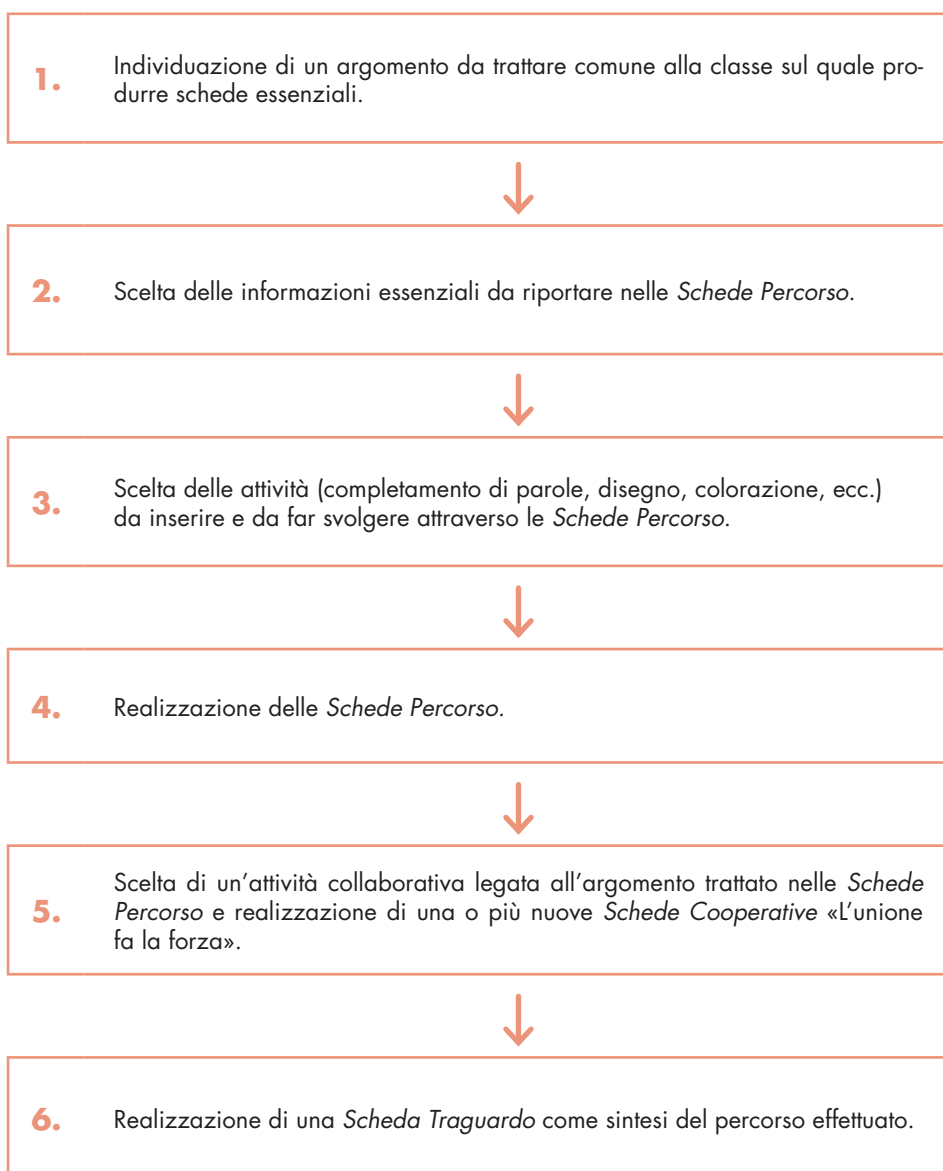 1.
Individuazione di un argomento da trattare comune alla classe sul quale pro-
durre schede essenziali.
2.
Scelta delle informazioni essenziali da riportare nelle Schede Percorso.
3.
Scelta delle attività (completamento di parole, disegno, colorazione, ecc.)
da inserire e da far svolgere attraverso le Schede Percorso.
4.
Realizzazione delle Schede Percorso.
5.
Scelta di un’attività collaborativa legata all’argomento trattato nelle Schede
Percorso e realizzazione di una o più nuove Schede Cooperative «L’unione
fa la forza».
6.
Realizzazione di una Scheda Traguardo come sintesi del percorso effettuato.